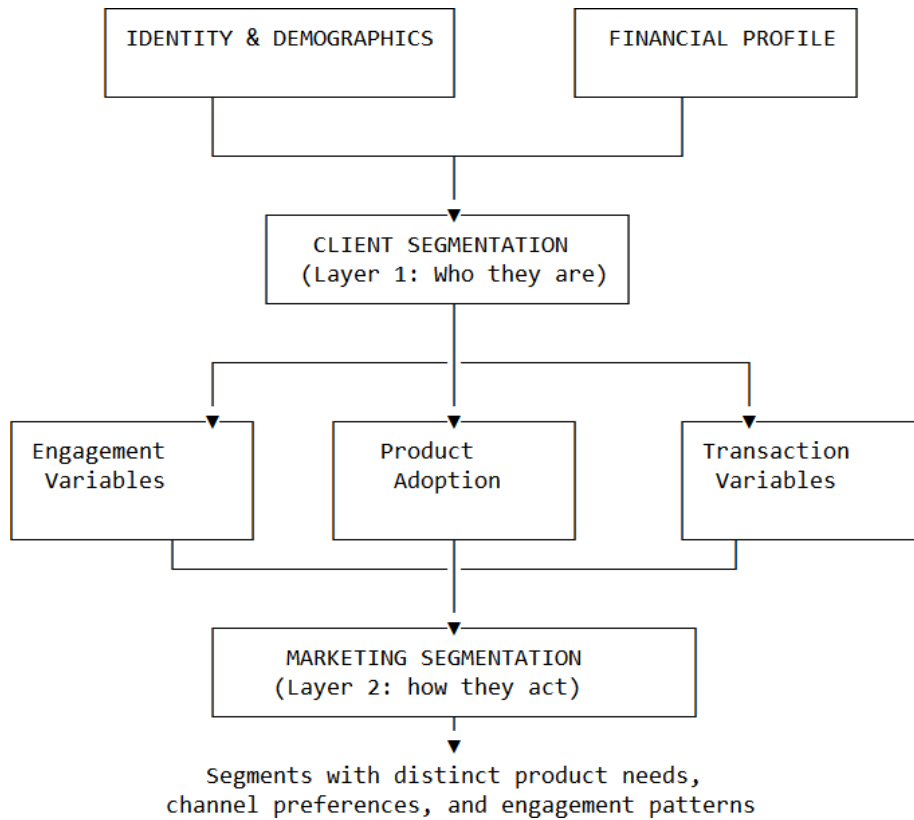 IDENTITY & DEMOGRAPHICS
FINANCIAL PROFILE
CLIENT SEGMENTATION
(Layer 1: Who they are)
Engagement
Variables
Product
Adoption
Transaction
Variables
MARKETING SEGMENTATION
(Layer 2: how they act)
Segments with distinct product needs,
channel preferences, and engagement patterns